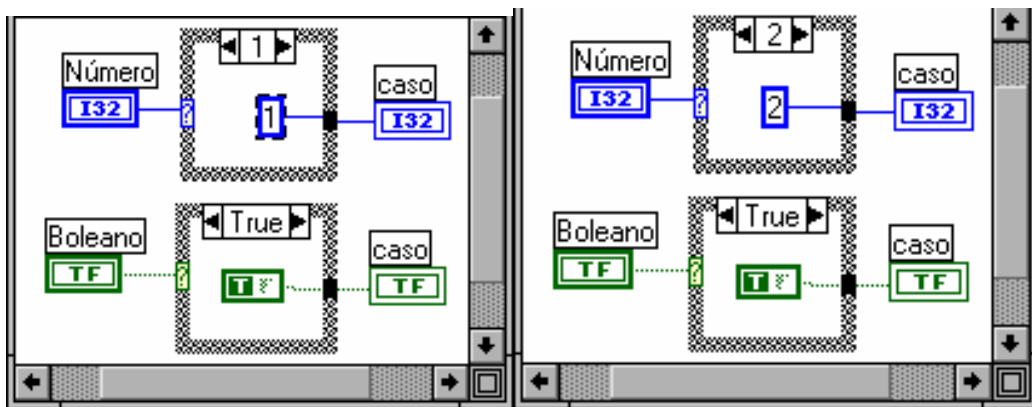 1
Número
I32
?
1
caso
I32
True
Boleano
TF
?
T
caso
TF
2
Número
I32
?
2
caso
I32
True
Boleano
TF
?
T
caso
TF